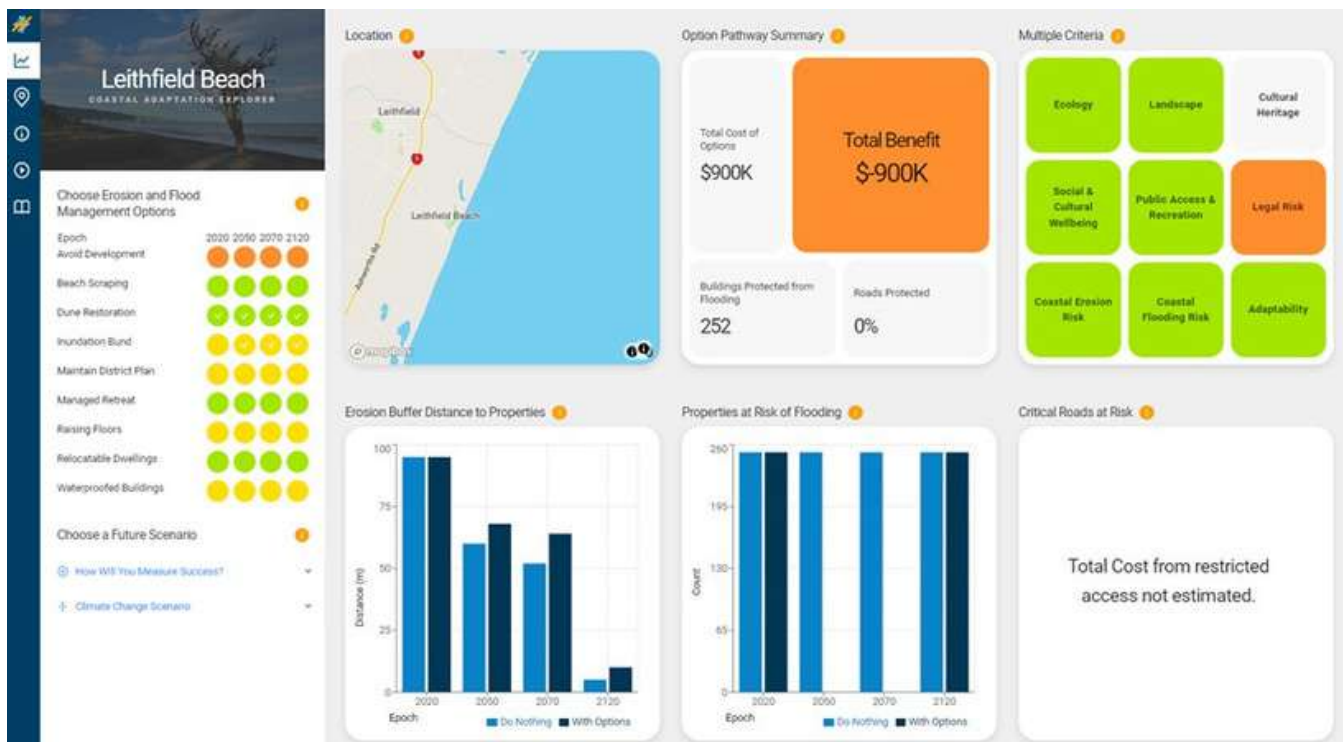 Leithfield Beach
COASTAL ADAPTATION EXPLORER
Choose Erosion and Flood
Management Options
Epoch 2020 2050 2070 2120
Avoid Development
Beach Scraping
Dune Restoration
Inundation Bund
Maintain District Plan
Managed Retreat
Raising Floors
Relocatable Dwellings
Waterproofed Buildings
Choose a Future Scenario
How Will You Measure Success?
Climate Change Scenario
Location
Leithfield
Leithfield Beach
Ashworths Rd
mapbox
Option Pathway Summary
Total Cost of
Options
$900K
Total Benefit
$-900K
Buildings Protected from
Flooding
252
Roads Protected
0%
Multiple Criteria
Ecology
Landscape
Cultural
Heritage
Social &
Cultural
Wellbeing
Public Access &
Recreation
Legal Risk
Coastal Erosion
Risk
Coastal
Flooding Risk
Adaptability
Erosion Buffer Distance to Properties
100
75
50
25
0
Distance (m)
2020 2050 2070 2120
Epoch
Do Nothing With Options
Properties at Risk of Flooding
260
195
130
65
0
Count
2020 2050 2070 2120
Epoch
Do Nothing With Options
Critical Roads at Risk
Total Cost from restricted
access not estimated.